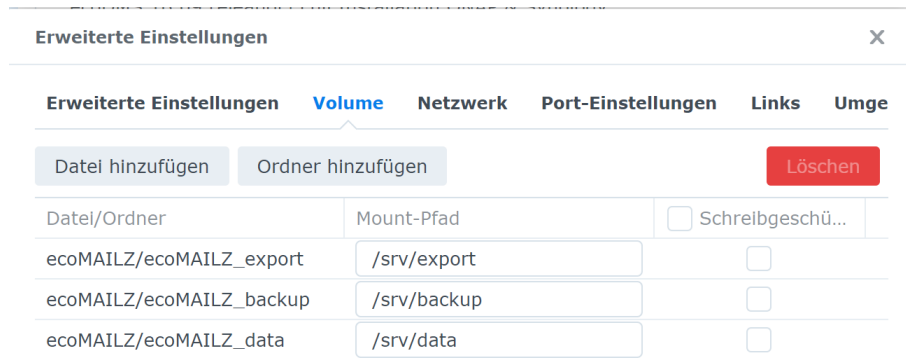 Erweiterte Einstellungen
Erweiterte Einstellungen Volume Netzwerk Port-Einstellungen Links Umge
Datei hinzufügen Ordner hinzufügen Löschen
Datei/Ordner Mount-Pfad Schreibgeschü...
ecoMAILZ/ecoMAILZ_export /srv/export
ecoMAILZ/ecoMAILZ_backup /srv/backup
ecoMAILZ/ecoMAILZ_data /srv/data